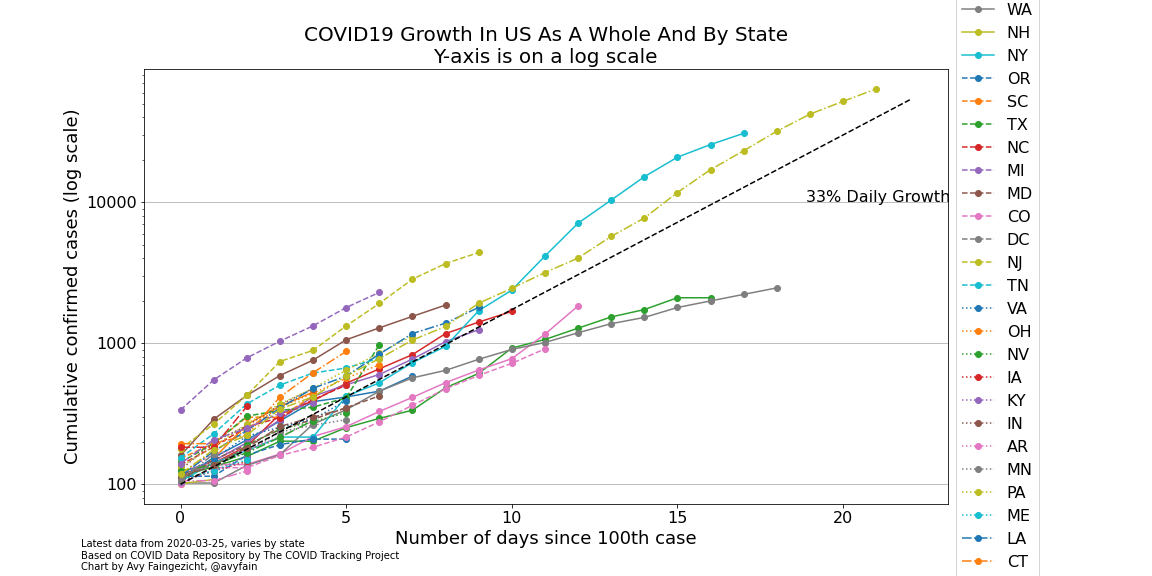 COVID19 Growth In US As A Whole And By State
Y-axis is on a log scale
Cumulative confirmed cases (log scale)
10000
1000
100
33% Daily Growth
0
5
10
15
20
Number of days since 100th case
Latest data from 2020-03-25, varies by state
Based on COVID Data Repository by The COVID Tracking Project
Chart by Avy Faingezicht, @avyfain
WA
NH
NY
OR
SC
TX
NC
MI
MD
CO
DC
NJ
TN
VA
OH
NV
IA
KY
IN
AR
MN
PA
ME
LA
CT